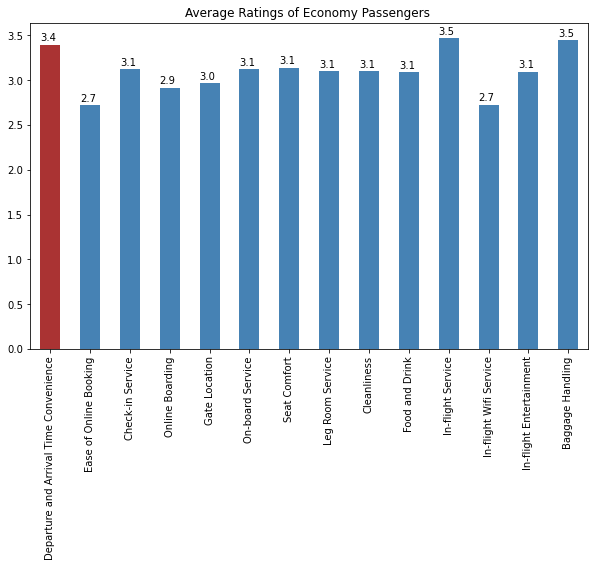 Average Ratings of Economy Passengers
3.5
3.0
2.5
2.0
1.5
1.0
0.5
0.0
3.4
2.7
3.1
2.9
3.0
3.1
3.1
3.1
3.1
3.1
3.5
2.7
3.1
3.5
Departure and Arrival Time Convenience
Ease of Online Booking
Check-in Service
Online Boarding
Gate Location
On-board Service
Seat Comfort
Leg Room Service
Cleanliness
Food and Drink
In-flight Service
In-flight Wifi Service
In-flight Entertainment
Baggage Handling